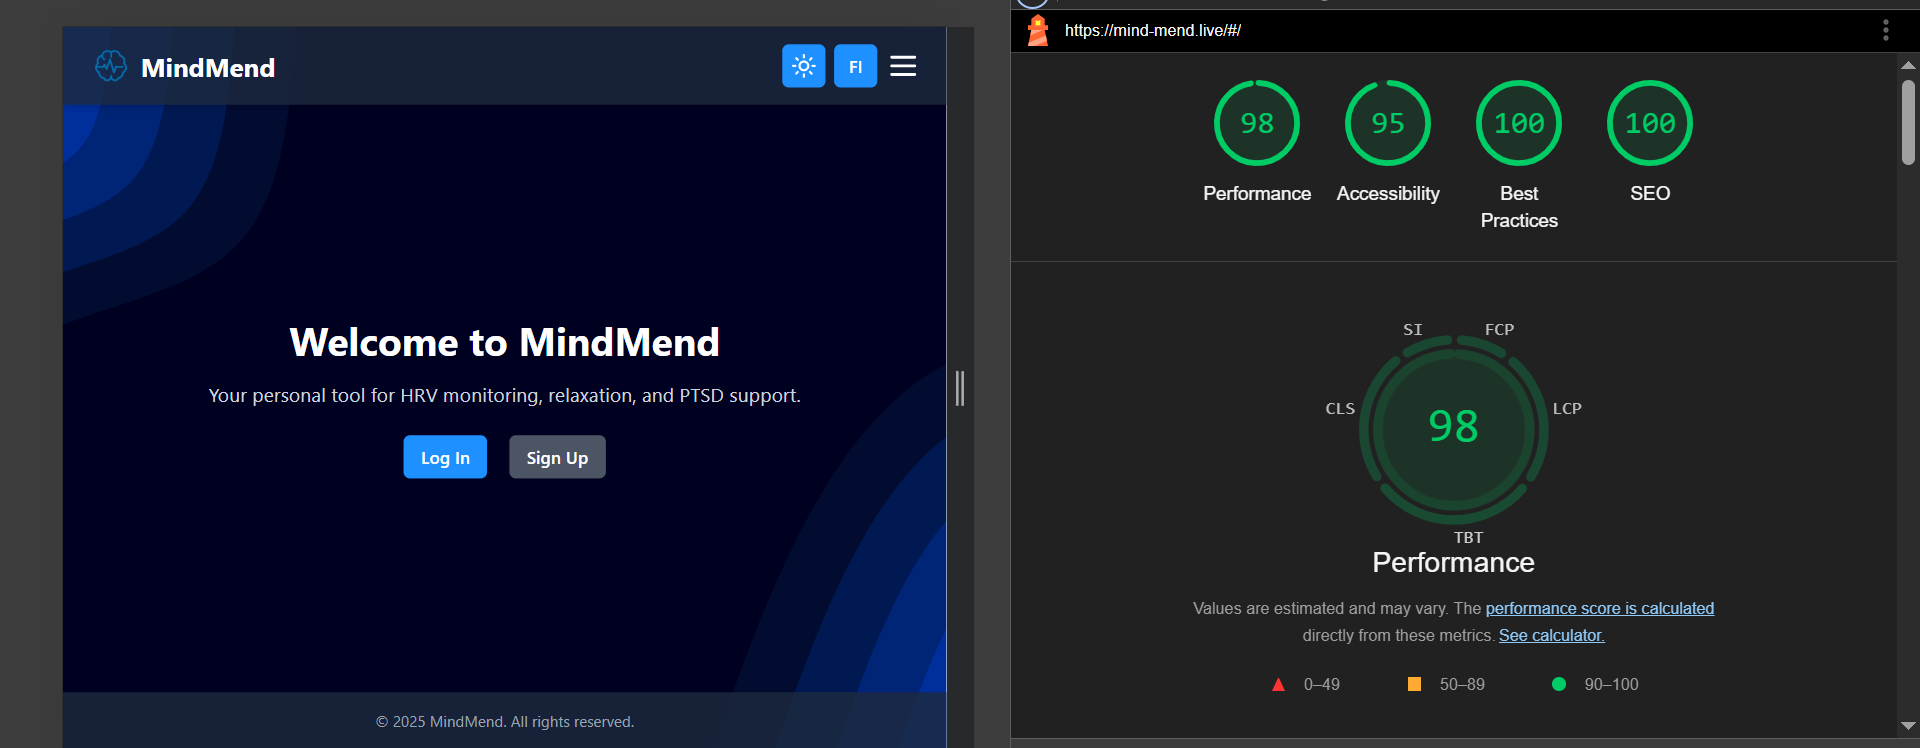 MindMend
FI
Welcome to MindMend
Your personal tool for HRV monitoring, relaxation, and PTSD support.
Log In
Sign Up
© 2025 MindMend. All rights reserved.
https://mind-mend.live/#/
98
95
100
100
Performance
Accessibility
Best
Practices
SEO
SI
FCP
CLS
LCP
98
TBT
Performance
Values are estimated and may vary. The performance score is calculated
directly from these metrics. See calculator.
0–49
50–89
90–100